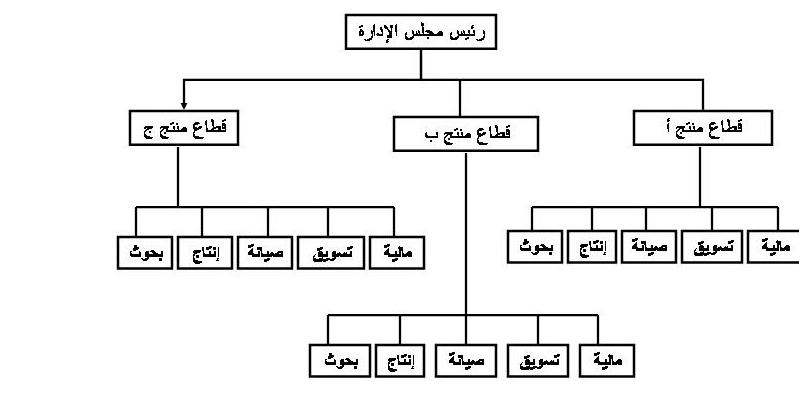 رئيس مجلس الإدارة
قطاع منتج أ
قطاع منتج ب
قطاع منتج ج
مالية
تسويق
صيانة
إنتاج
بحوث
مالية
تسويق
صيانة
إنتاج
بحوث
مالية
تسويق
صيانة
إنتاج
بحوث